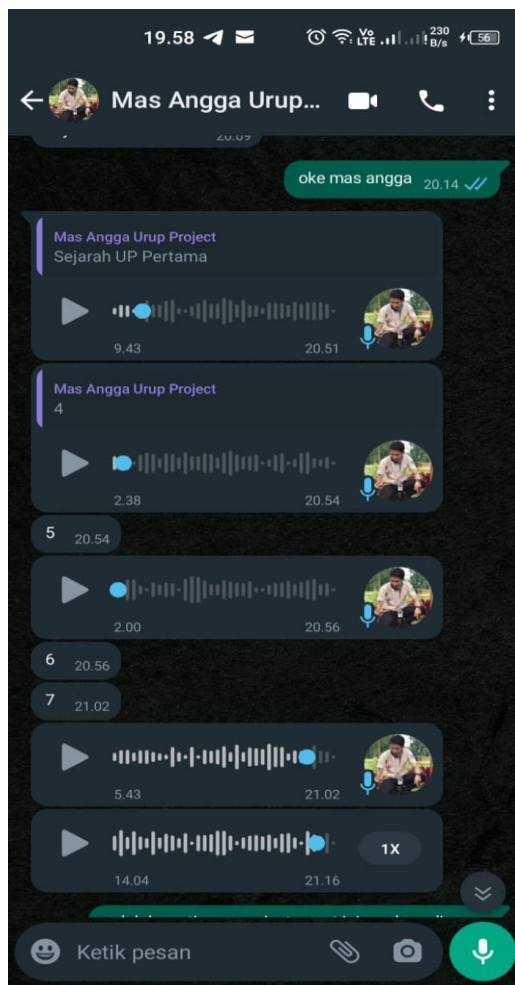 19.58
Vo LTE
230 B/s
56
Mas Angga Urup...
20.09
oke mas angga 20.14
Mas Angga Urup Project
Sejarah UP Pertama
9.43 20.51
Mas Angga Urup Project
4
2.38 20.54
5 20.54
2.00 20.56
6 20.56
7 21.02
5.43 21.02
1X
14.04 21.16
Ketik pesan